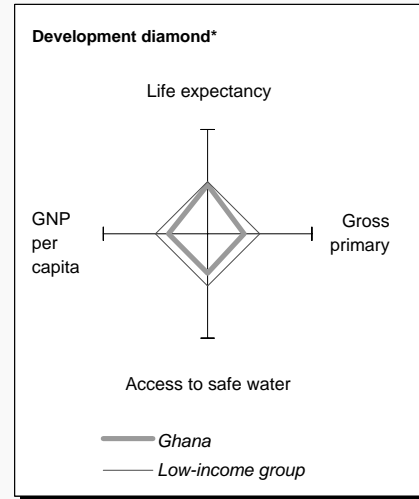 Development diamond*
Life expectancy
GNP
per
capita
Gross
primary
Access to safe water
Ghana
Low-income group